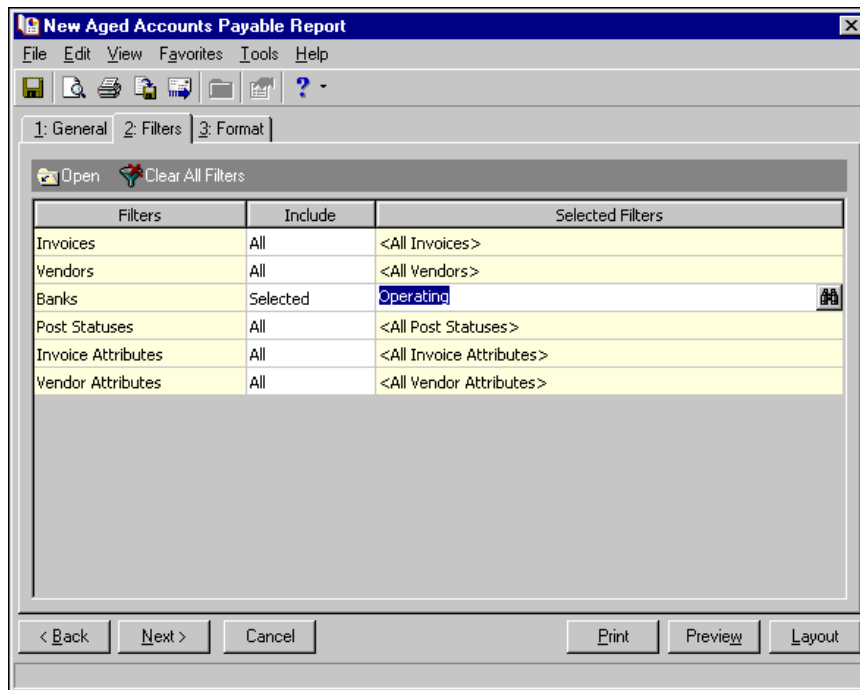 New Aged Accounts Payable Report
File Edit View Favorites Tools Help
?
1: General 2: Filters 3: Format
Open Clear All Filters
Filters Include Selected Filters
Invoices All <All Invoices>
Vendors All <All Vendors>
Banks Selected Operating
Post Statuses All <All Post Statuses>
Invoice Attributes All <All Invoice Attributes>
Vendor Attributes All <All Vendor Attributes>
< Back Next > Cancel Print Preview Layout